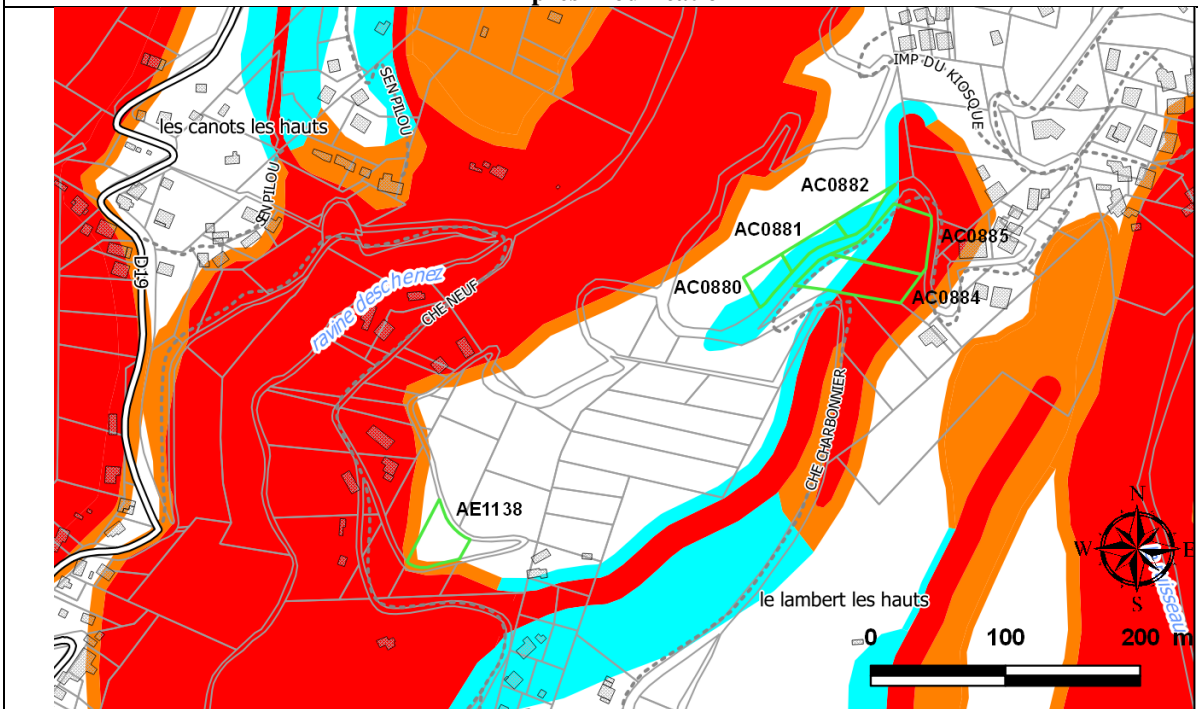 les canots les hauts
SEN PILOU
SEN PILOU
D19
ravine deschenez
CHE NEUF
IMP DU KIOSQUE
AC0882
AC0881
AC0880
AC0885
AC0884
CHE CHARBONNIER
AE1138
le lambert les hauts
N
W
E
S
0 100 200 m